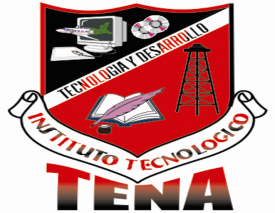 TECNOLOGIA Y DESARROLLO
INSTITUTO TECNOLOGICO
TENA